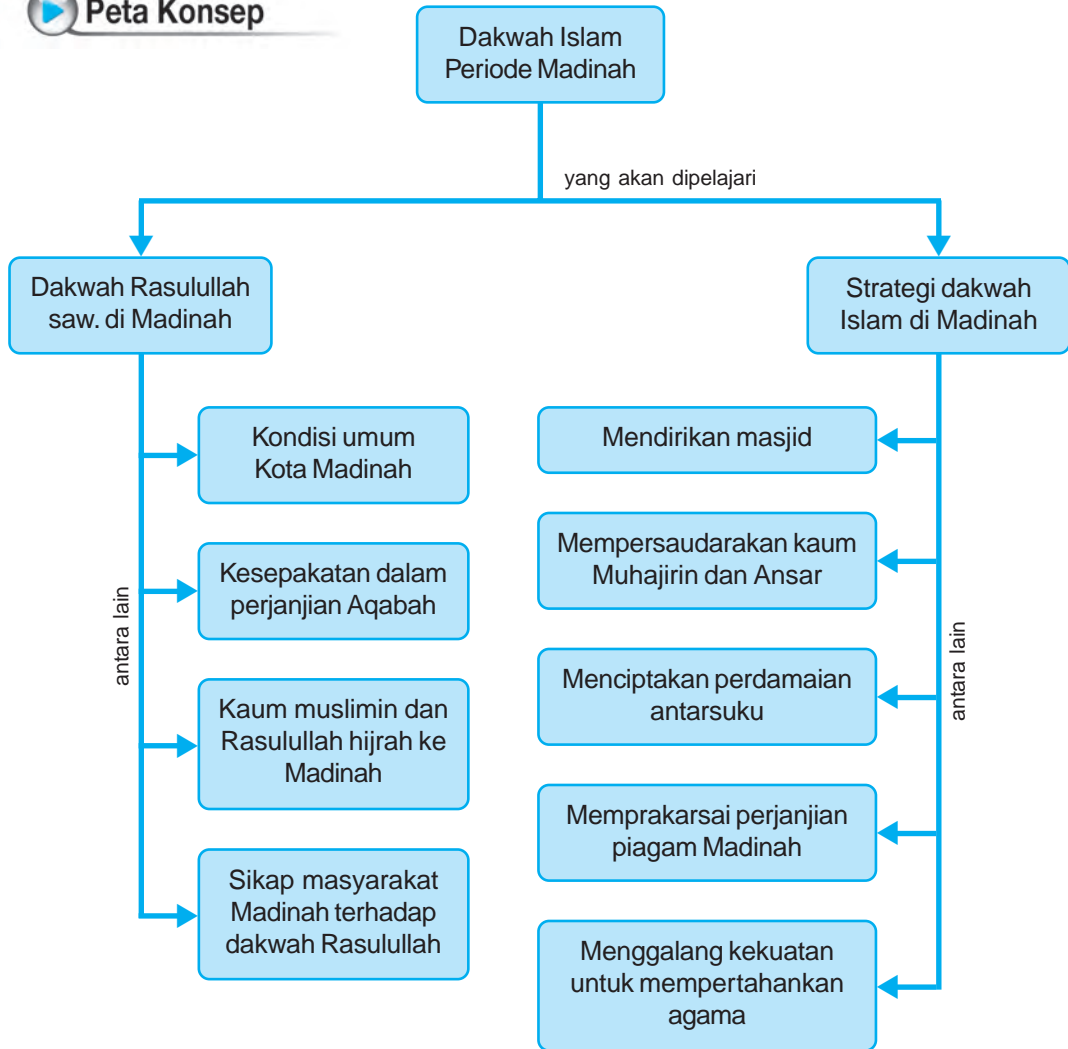 Peta Konsep
Dakwah Islam
Periode Madinah
yang akan dipelajari
Dakwah Rasulullah
saw. di Madinah
antara lain
Kondisi umum
Kota Madinah
Kesepakatan dalam
perjanjian Aqabah
Kaum muslimin dan
Rasulullah hijrah ke
Madinah
Sikap masyarakat
Madinah terhadap
dakwah Rasulullah
Strategi dakwah
Islam di Madinah
antara lain
Mendirikan masjid
Mempersaudarakan kaum
Muhajirin dan Ansar
Menciptakan perdamaian
antarsuku
Memprakarsai perjanjian
piagam Madinah
Menggalang kekuatan
untuk mempertahankan
agama